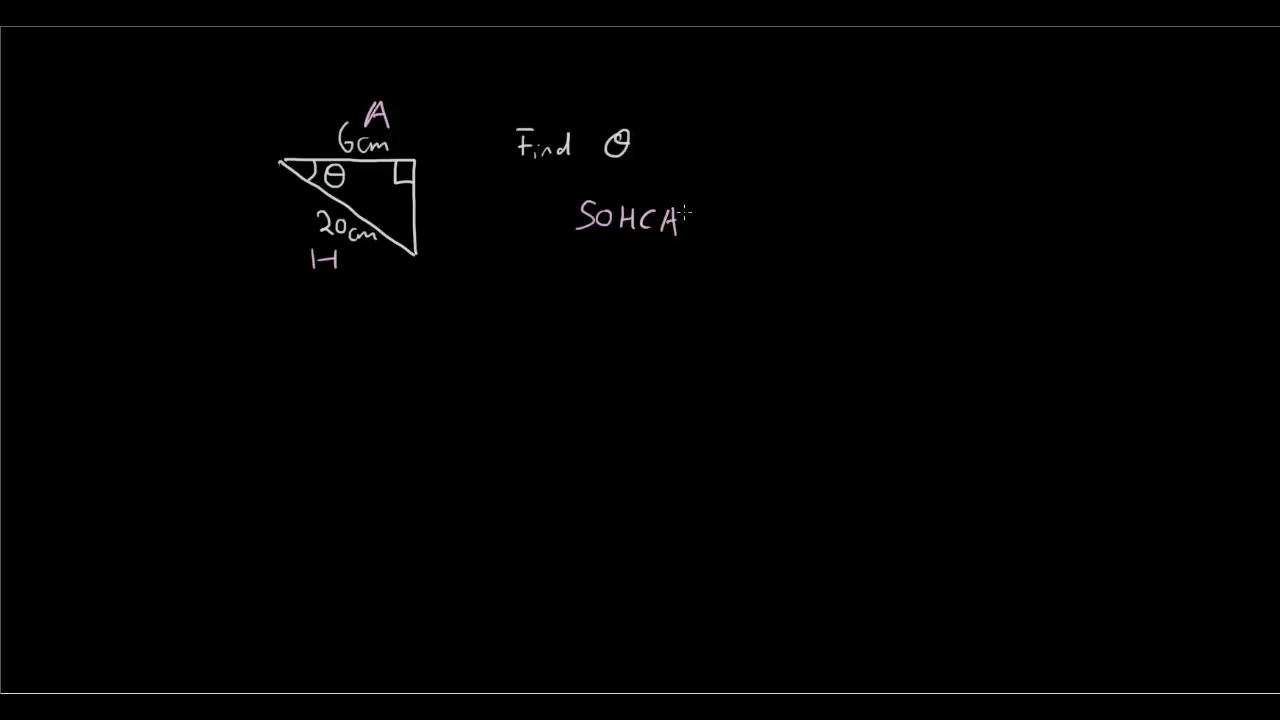 A
6cm
Find θ
θ
20cm
SOHCA
H